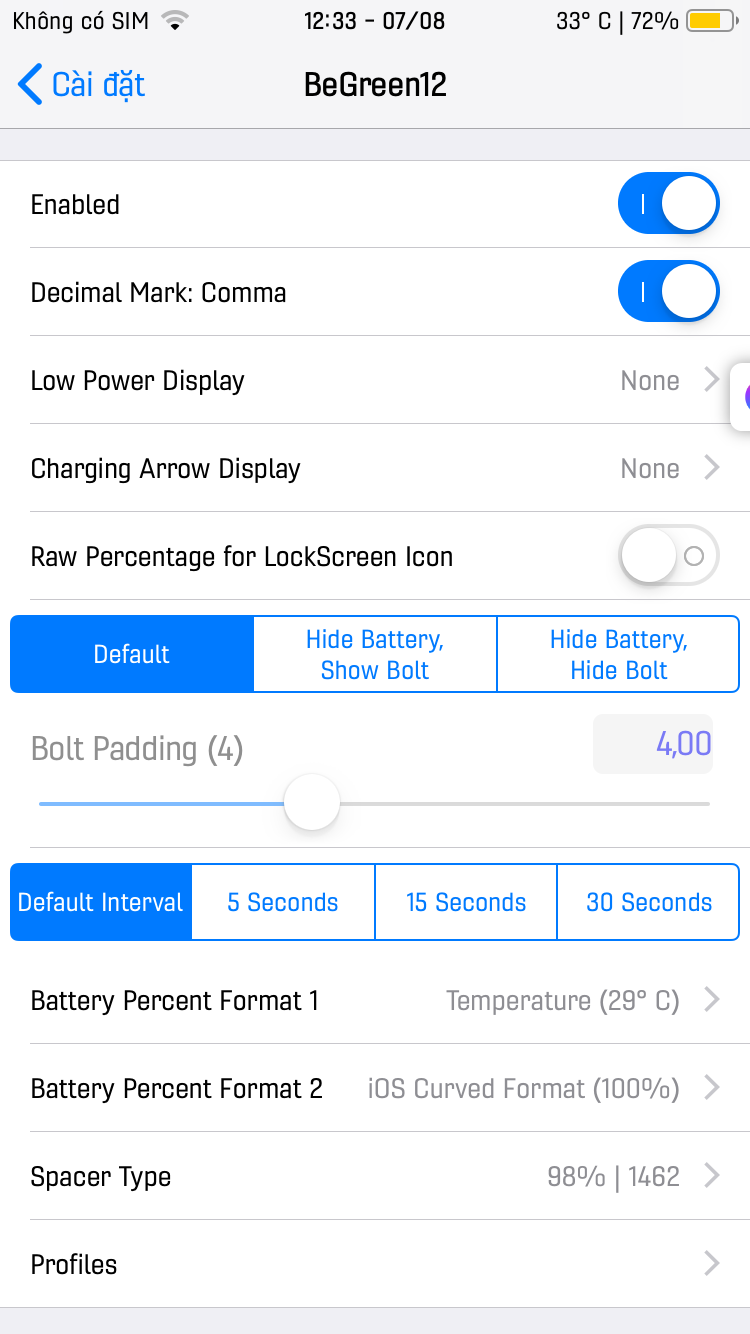 Không có SIM 12:33 - 07/08 33° C | 72%
Cài đặt BeGreen12
Enabled
Decimal Mark: Comma
Low Power Display None
Charging Arrow Display None
Raw Percentage for LockScreen Icon
Default Hide Battery, Show Bolt Hide Battery, Hide Bolt
Bolt Padding (4) 4,00
Default Interval 5 Seconds 15 Seconds 30 Seconds
Battery Percent Format 1 Temperature (29° C)
Battery Percent Format 2 iOS Curved Format (100%)
Spacer Type 98% | 1462
Profiles